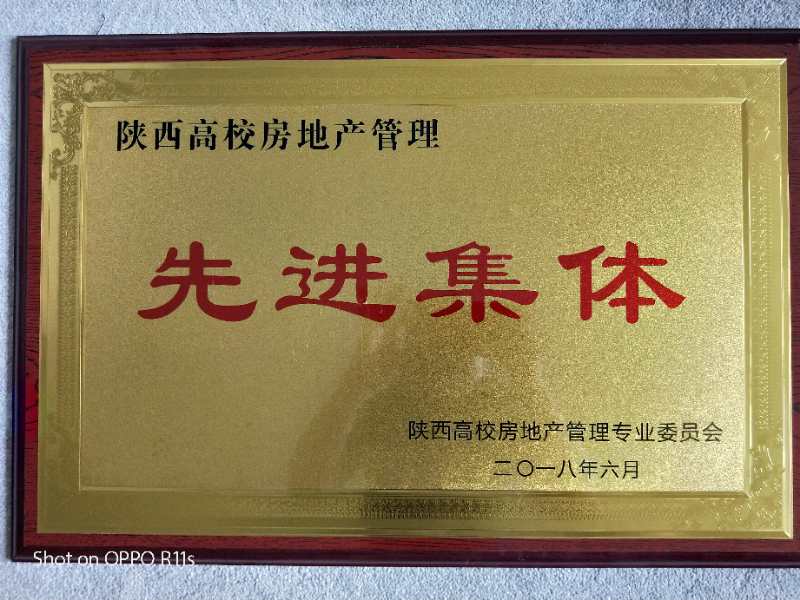 陕西高校房地产管理
先进集体
陕西高校房地产管理专业委员会
二〇一八年六月
Shot on OPPO R11s